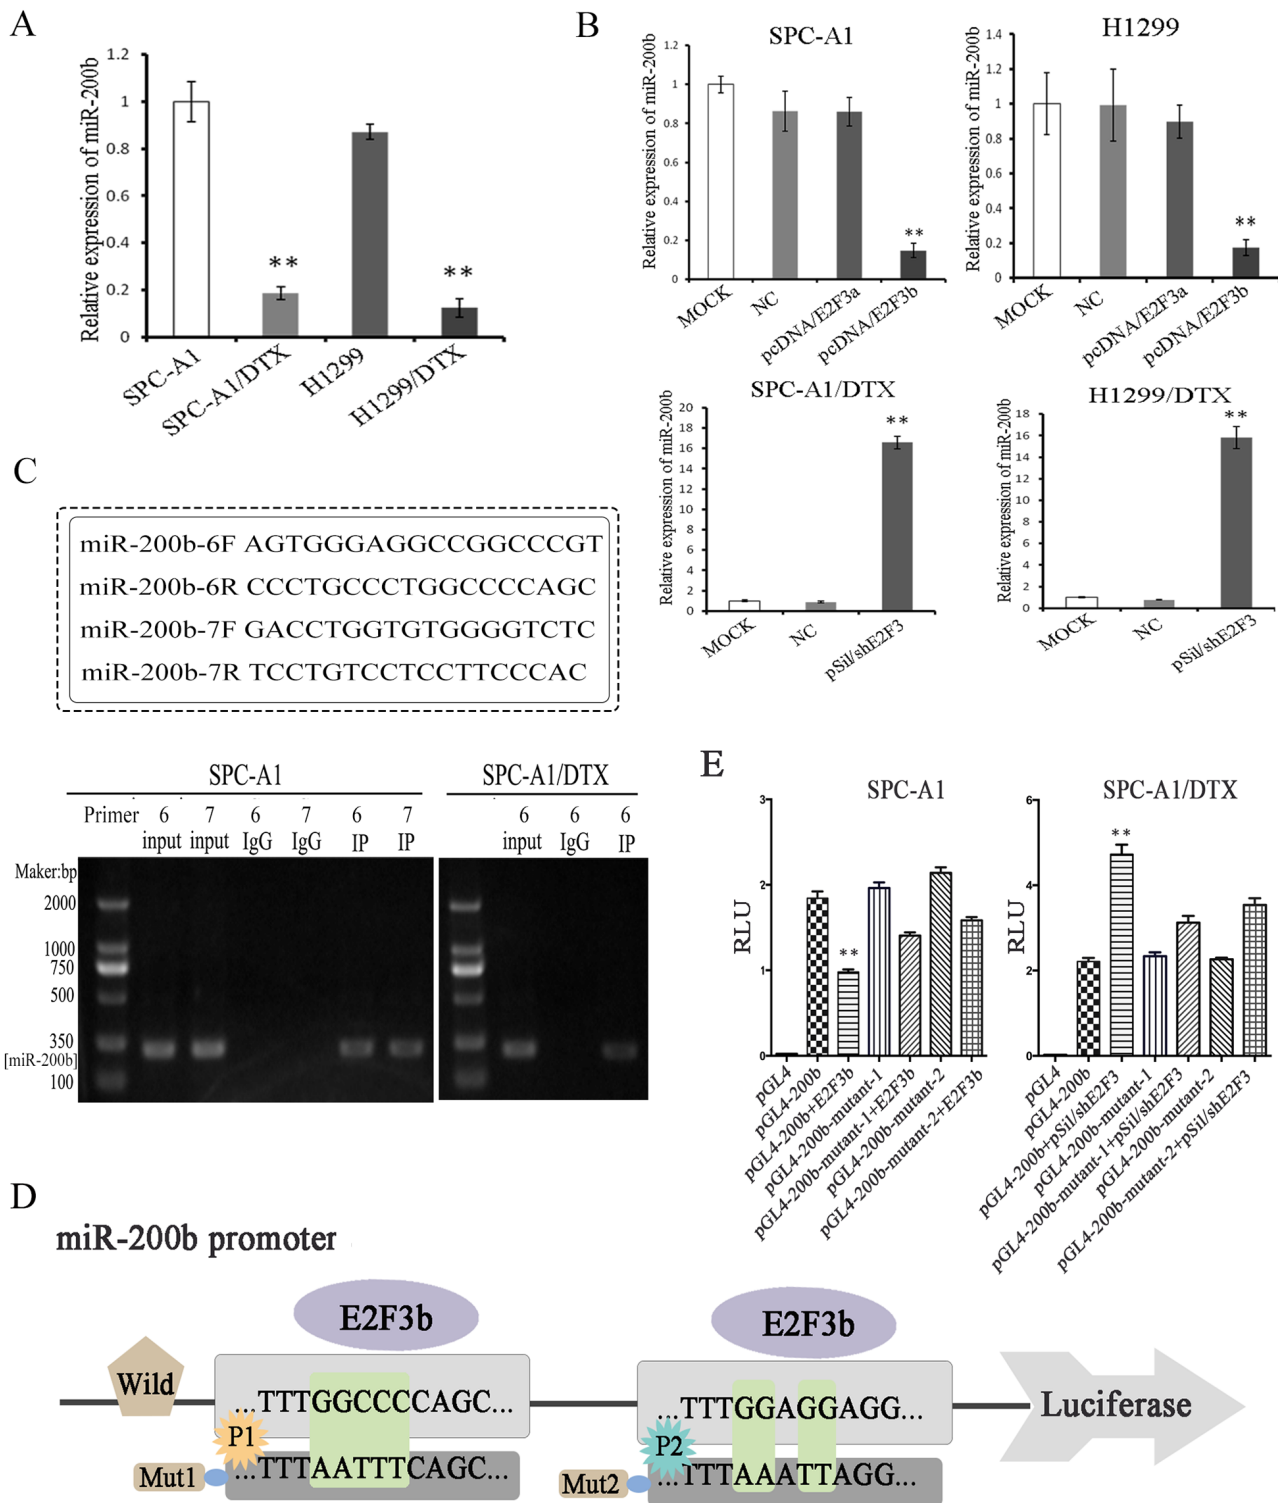 A
Relative expression of miR-200b
1.2
1
0.8
0.6
0.4
0.2
0
**
**
SPC-A1
SPC-A1/DTX
H1299
H1299/DTX
B
SPC-A1
Relative expression of miR-200b
1.2
1
0.8
0.6
0.4
0.2
0
**
MOCK
NC
pcDNA/E2F3a
pcDNA/E2F3b
H1299
Relative expression of miR-200b
1.4
1.2
1
0.8
0.6
0.4
0.2
0
**
MOCK
NC
pcDNA/E2F3a
pcDNA/E2F3b
SPC-A1/DTX
Relative expression of miR-200b
20
18
16
14
12
10
8
6
4
2
0
**
MOCK
NC
pSil/shE2F3
H1299/DTX
Relative expression of miR-200b
18
16
14
12
10
8
6
4
2
0
**
MOCK
NC
pSil/shE2F3
C
miR-200b-6F AGTGGGAGGCCGGCCCGT
miR-200b-6R CCCTGCCCTGGCCCCAGC
miR-200b-7F GACCTGGTGTGGGGTCTC
miR-200b-7R TCCTGTCCTCCTTCCCAC
SPC-A1
Primer 6 7 6 7 6 7
input input IgG IgG IP IP
Maker:bp
2000
1000
750
500
350
[miR-200b]
100
SPC-A1/DTX
6 6 6
input IgG IP
E
SPC-A1
RLU
3
2
1
0
**
pGL4
pGL4-200b
pGL4-200b+E2F3b
pGL4-200b-mutant-1
pGL4-200b-mutant-1+E2F3b
pGL4-200b-mutant-2
pGL4-200b-mutant-2+E2F3b
SPC-A1/DTX
RLU
6
4
2
0
**
pGL4
pGL4-200b
pGL4-200b+pSil/shE2F3
pGL4-200b-mutant-1
pGL4-200b-mutant-1+pSil/shE2F3
pGL4-200b-mutant-2
pGL4-200b-mutant-2+pSil/shE2F3
D
miR-200b promoter
E2F3b
E2F3b
Wild
...TTTGGCCCCAGC...
...TTTGGAGGAGG...
Luciferase
P1
P2
Mut1
...TTTAATTTCAGC...
Mut2
...TTTAAATTAGG...